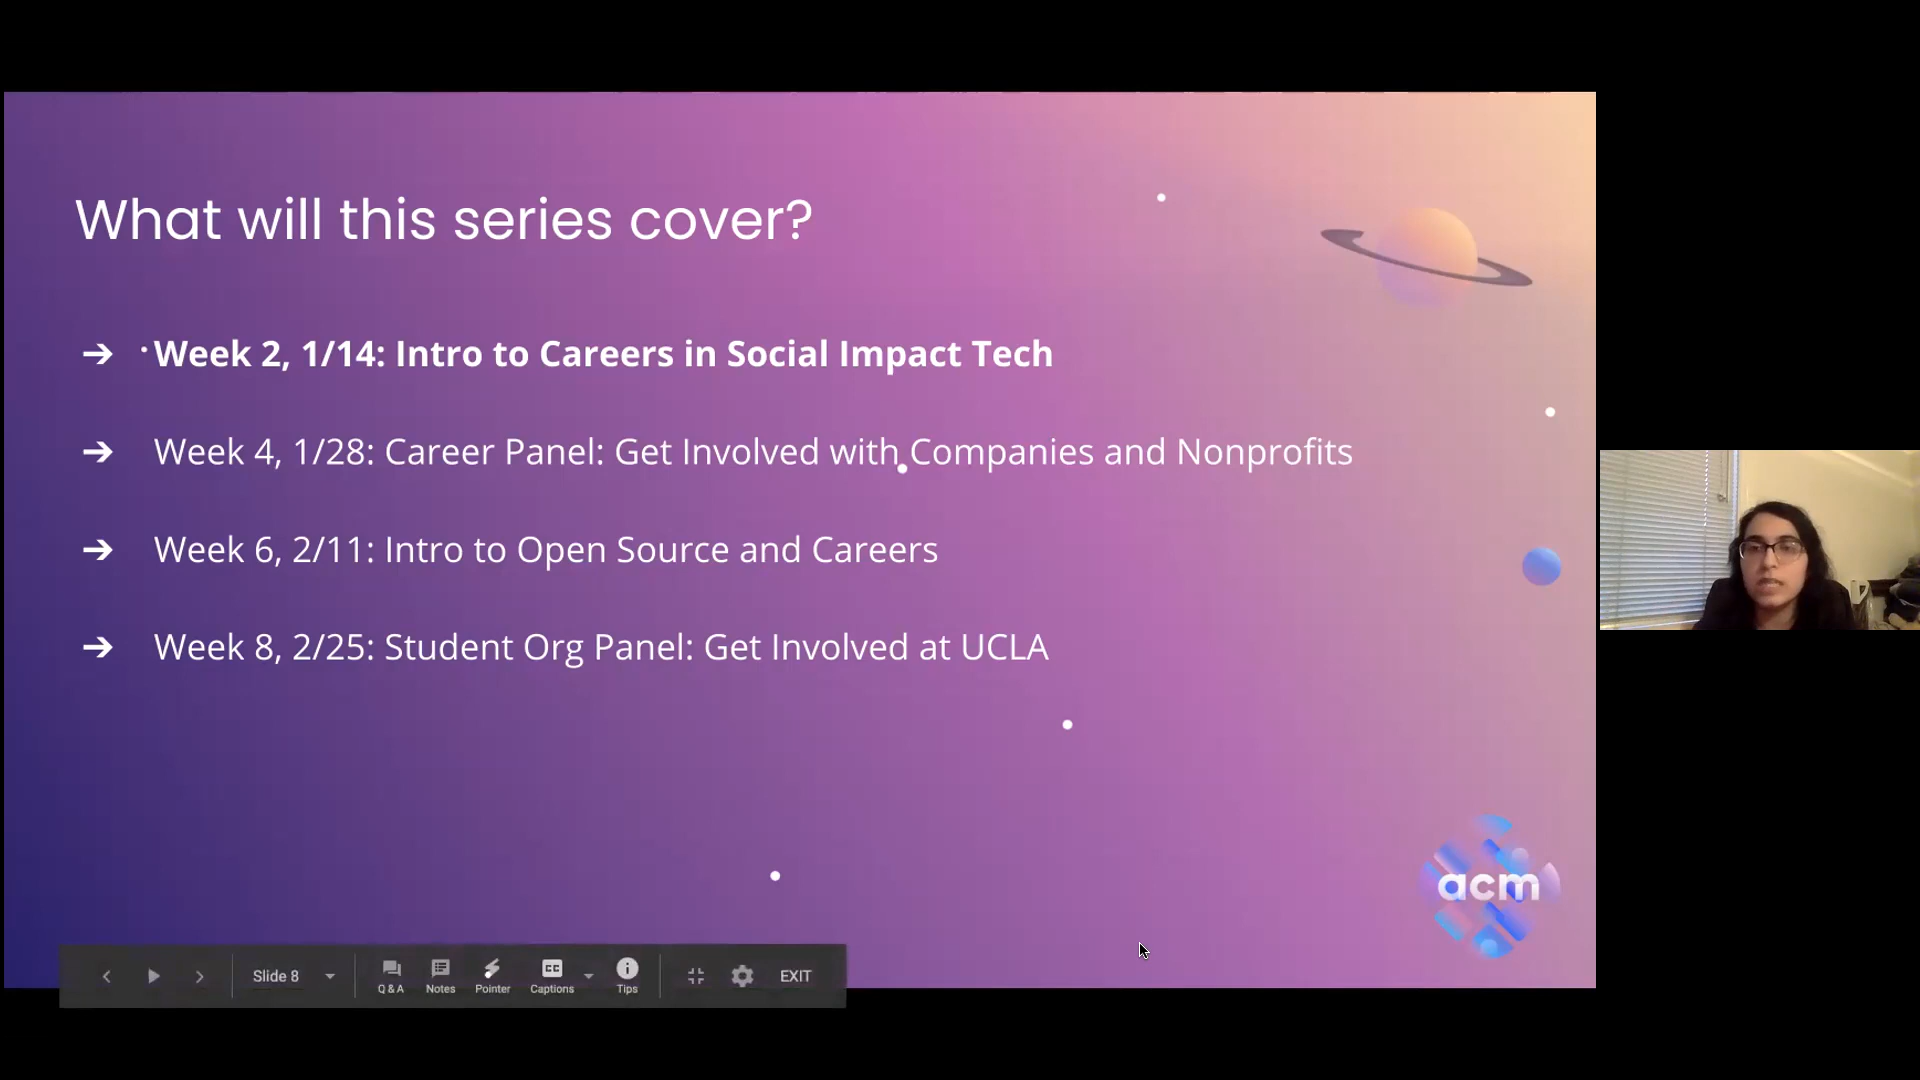 What will this series cover?
➔ Week 2, 1/14: Intro to Careers in Social Impact Tech
➔ Week 4, 1/28: Career Panel: Get Involved with Companies and Nonprofits
➔ Week 6, 2/11: Intro to Open Source and Careers
➔ Week 8, 2/25: Student Org Panel: Get Involved at UCLA
acm
Slide 8
Q & A
Notes
Pointer
CC
Captions
Tips
EXIT